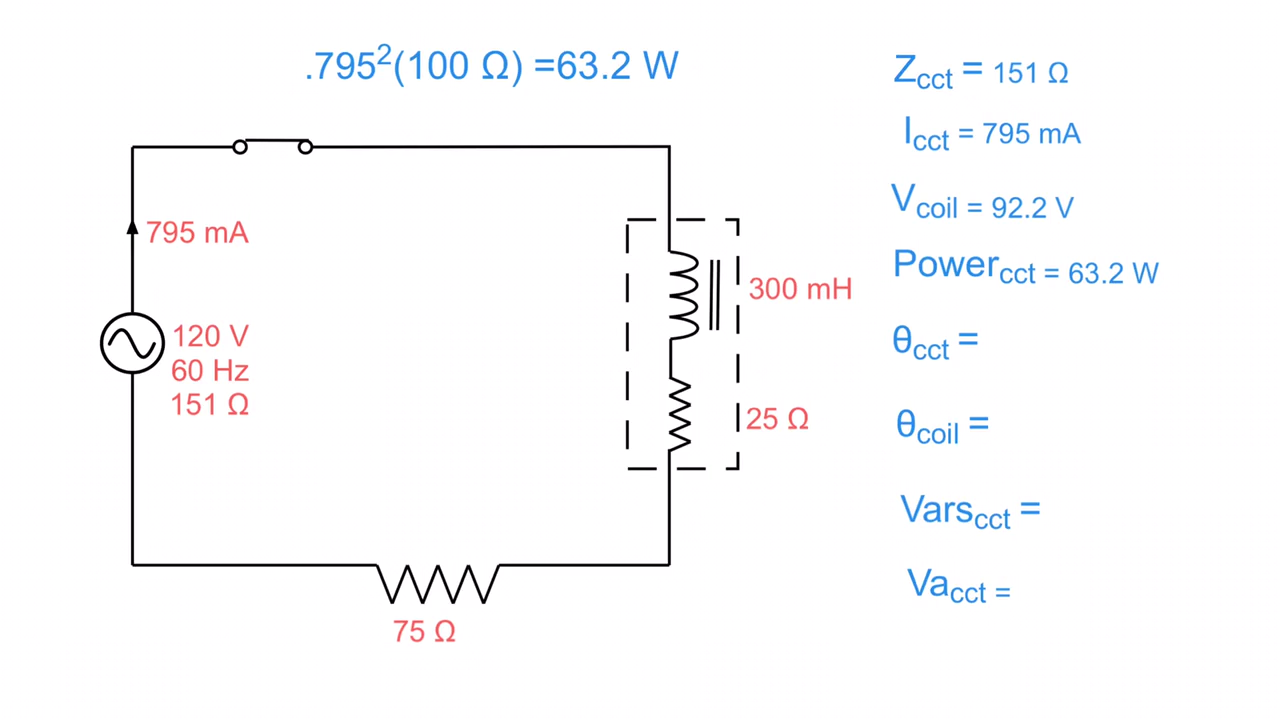 .795²(100 Ω) =63.2 W
Zcct = 151 Ω
Icct = 795 mA
Vcoil = 92.2 V
Powercct = 63.2 W
θcct =
θcoil =
Varscct =
Vacct =
795 mA
120 V
60 Hz
151 Ω
300 mH
25 Ω
75 Ω